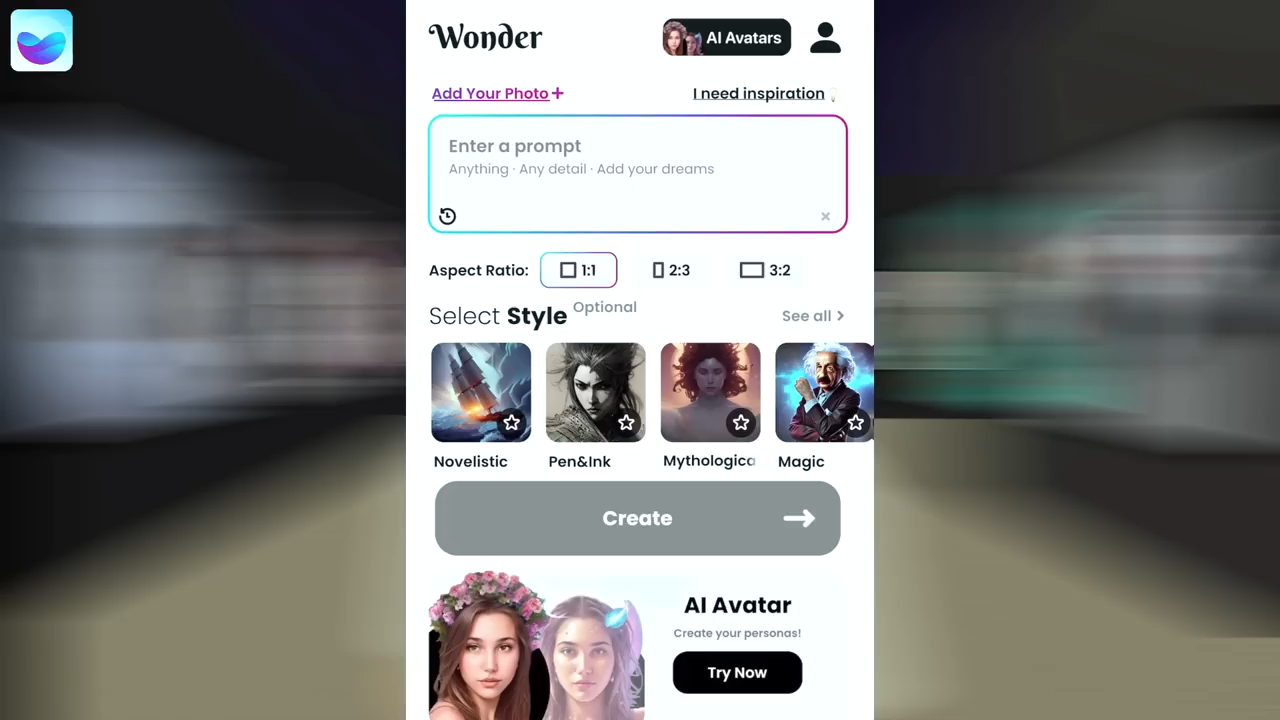 Wonder
AI Avatars
Add Your Photo+
I need inspiration
Enter a prompt
Anything · Any detail · Add your dreams
×
Aspect Ratio: 1:1 2:3 3:2
Select Style Optional
See all >
Novelistic Pen&Ink Mythologica Magic
Create →
AI Avatar
Create your personas!
Try Now